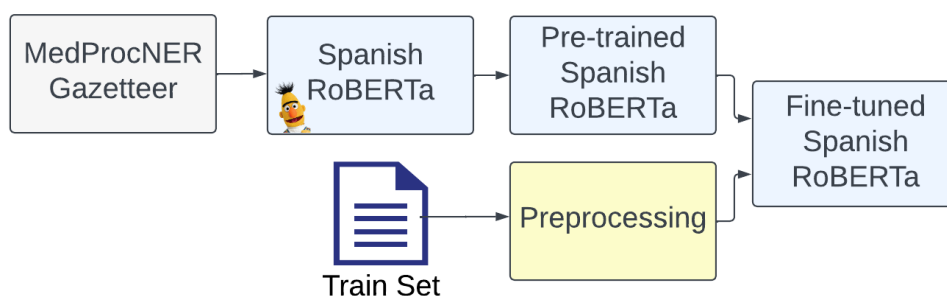 MedProcNER
Gazetteer
Spanish
RoBERTa
Pre-trained
Spanish
RoBERTa
Fine-tuned
Spanish
RoBERTa
Preprocessing
Train Set